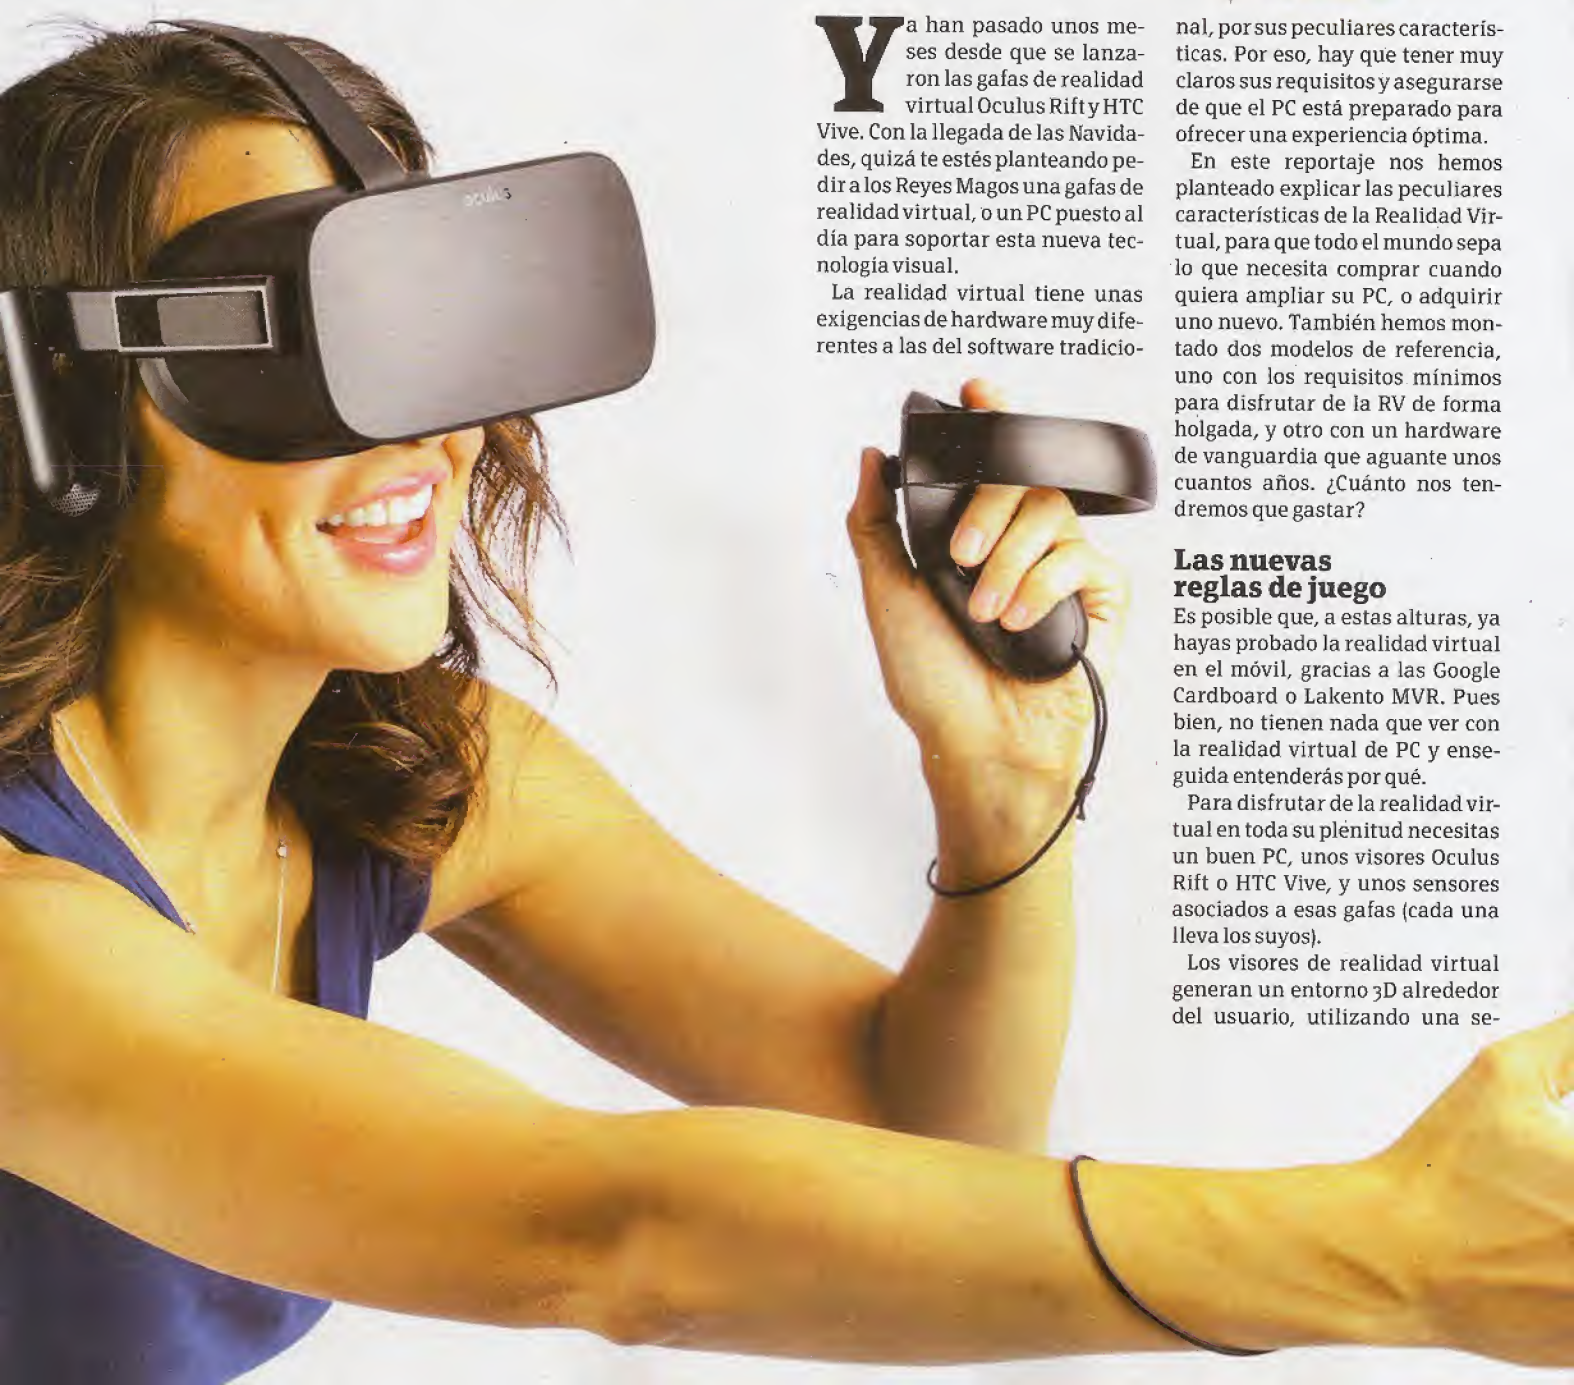 oculus
Ya han pasado unos me-
ses desde que se lanza-
ron las gafas de realidad
virtual Oculus Rift y HTC
Vive. Con la llegada de las Navida-
des, quizá te estés planteando pe-
dir a los Reyes Magos una gafas de
realidad virtual, o un PC puesto al
día para soportar esta nueva tec-
nología visual.
La realidad virtual tiene unas
exigencias de hardware muy dife-
rentes a las del software tradicio-
nal, por sus peculiares caracterís-
ticas. Por eso, hay que tener muy
claros sus requisitos y asegurarse
de que el PC está preparado para
ofrecer una experiencia óptima.
En este reportaje nos hemos
planteado explicar las peculiares
características de la Realidad Vir-
tual, para que todo el mundo sepa
lo que necesita comprar cuando
quiera ampliar su PC, o adquirir
uno nuevo. También hemos mon-
tado dos modelos de referencia,
uno con los requisitos mínimos
para disfrutar de la RV de forma
holgada, y otro con un hardware
de vanguardia que aguante unos
cuantos años. ¿Cuánto nos ten-
dremos que gastar?
Las nuevas
reglas de juego
Es posible que, a estas alturas, ya
hayas probado la realidad virtual
en el móvil, gracias a las Google
Cardboard o Lakento MVR. Pues
bien, no tienen nada que ver con
la realidad virtual de PC y ense-
guida entenderás por qué.
Para disfrutar de la realidad vir-
tual en toda su plenitud necesitas
un buen PC, unos visores Oculus
Rift o HTC Vive, y unos sensores
asociados a esas gafas (cada una
lleva los suyos).
Los visores de realidad virtual
generan un entorno 3D alrededor
del usuario, utilizando una se-